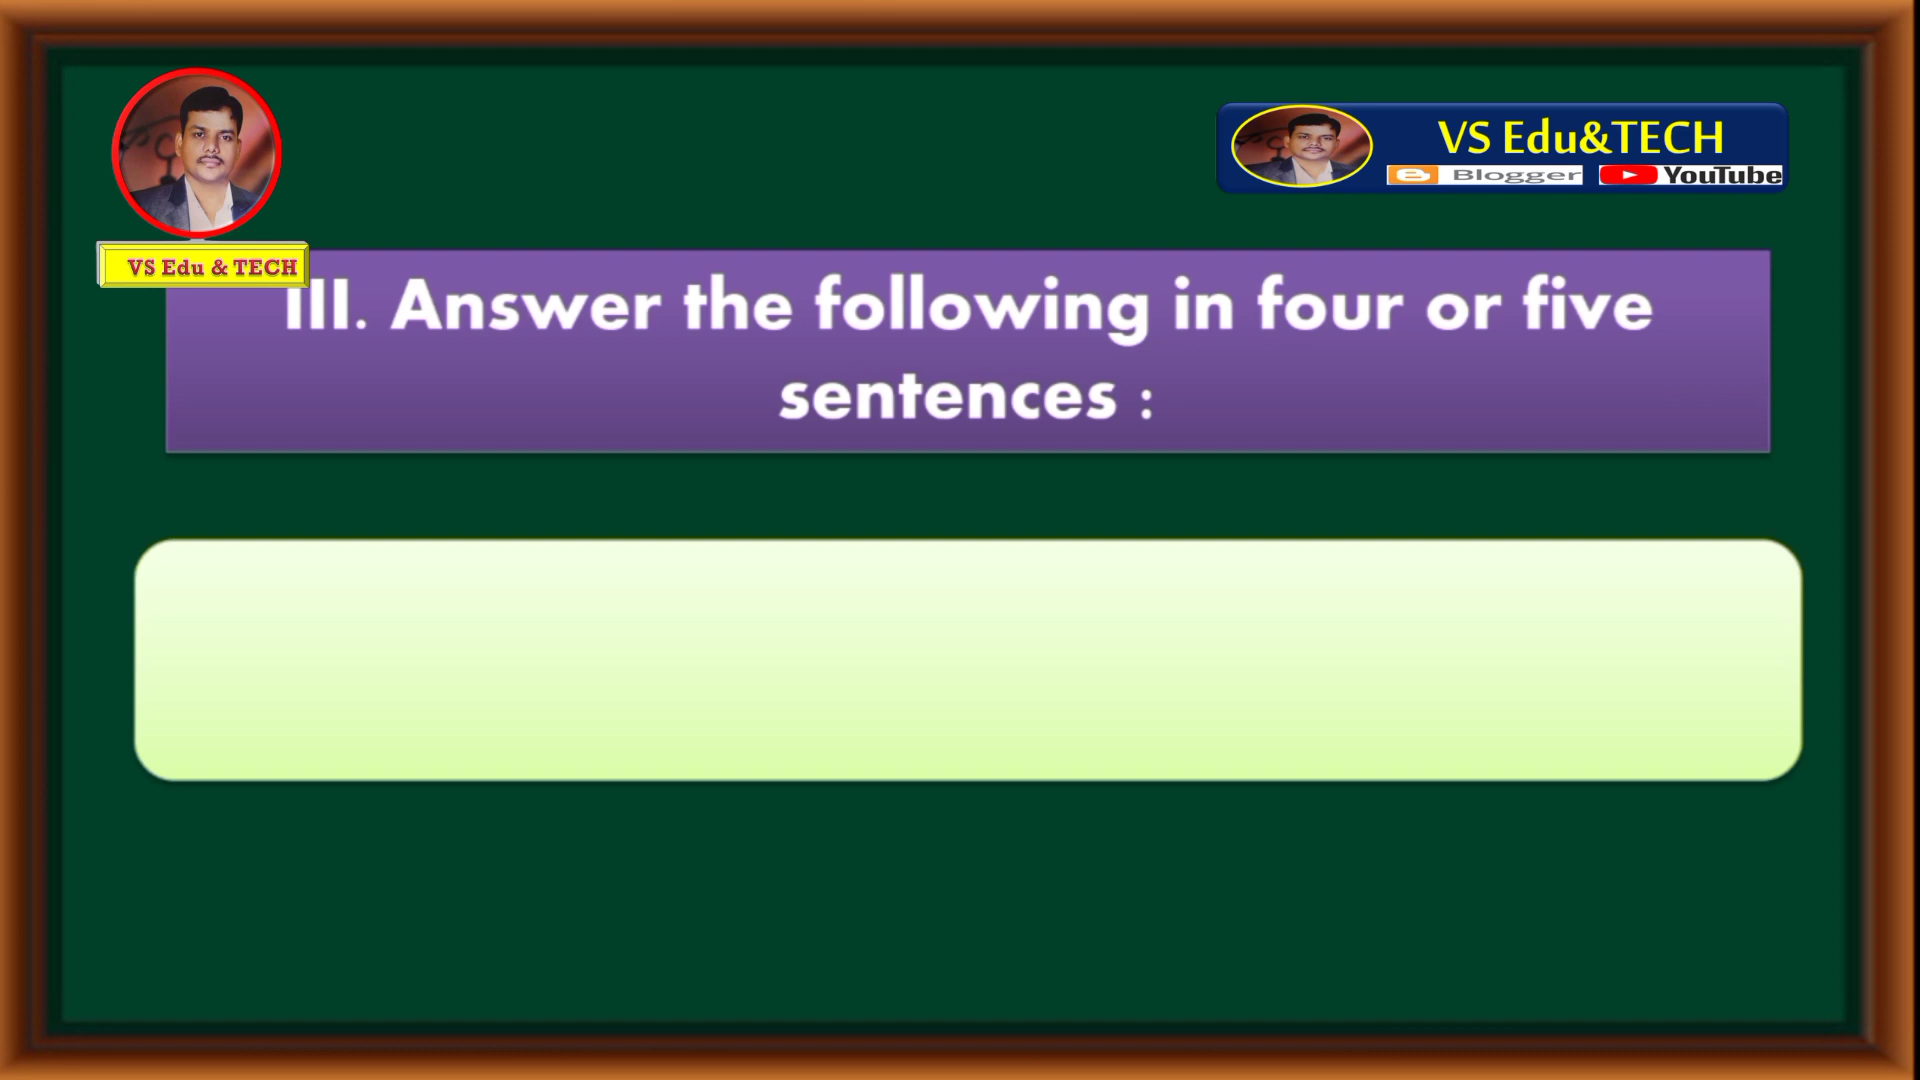 VS Edu&TECH
Blogger
YouTube
VS Edu & TECH
III. Answer the following in four or five
sentences :